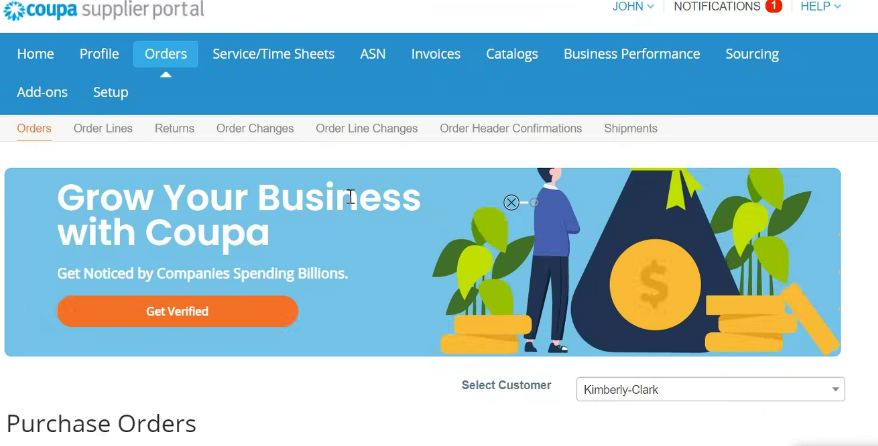 coupa supplier portal
JOHN NOTIFICATIONS 1 HELP
Home Profile Orders Service/Time Sheets ASN Invoices Catalogs Business Performance Sourcing
Add-ons Setup
Orders Order Lines Returns Order Changes Order Line Changes Order Header Confirmations Shipments
Grow Your Business
with Coupa
Get Noticed by Companies Spending Billions.
Get Verified
$
Select Customer Kimberly-Clark
Purchase Orders